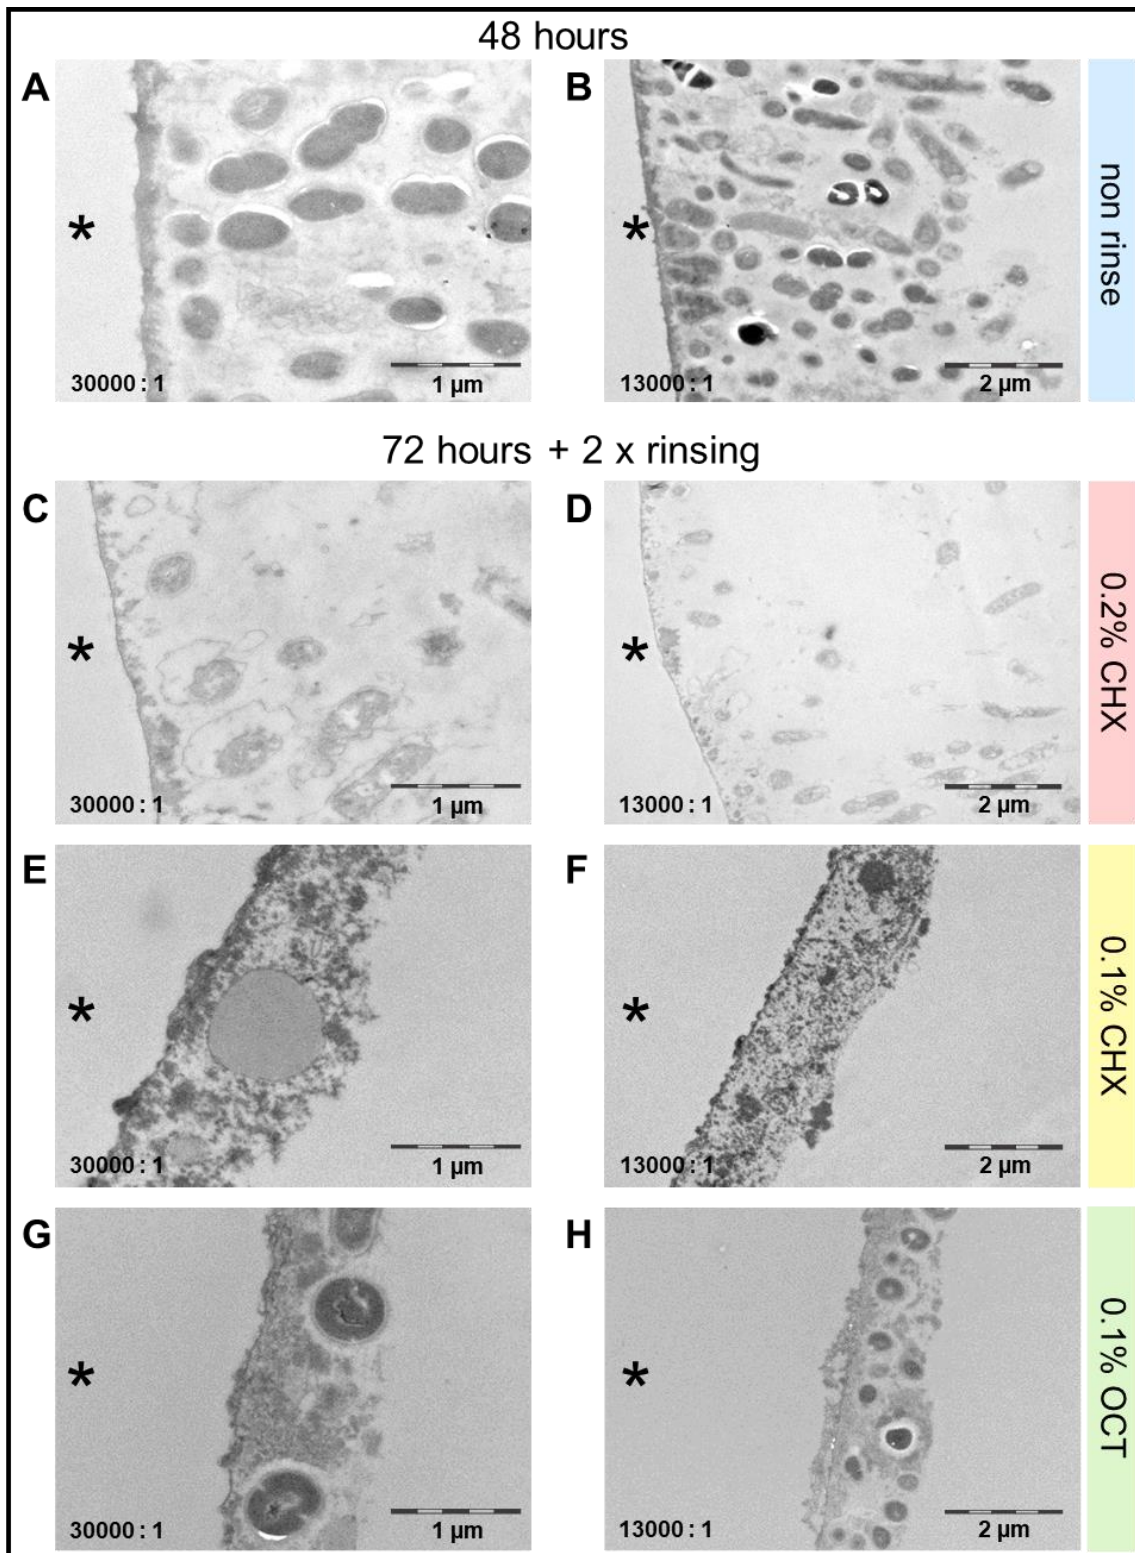 48 hours
A
B
*
*
30000 : 1
1 µm
13000 : 1
2 µm
non rinse
72 hours + 2 x rinsing
C
D
*
*
30000 : 1
1 µm
13000 : 1
2 µm
0.2% CHX
E
F
*
*
30000 : 1
1 µm
13000 : 1
2 µm
0.1% CHX
G
H
*
*
30000 : 1
1 µm
13000 : 1
2 µm
0.1% OCT